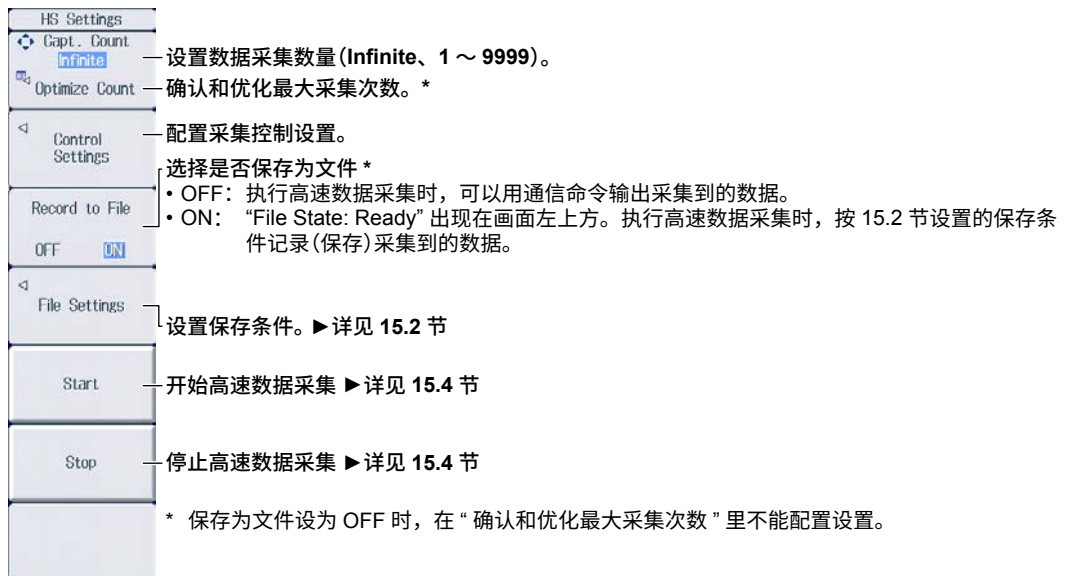 HS Settings
Capt. Count
Infinite
Optimize Count
Control
Settings
Record to File
OFF ON
File Settings
Start
Stop
设置数据采集数量(Infinite、1 ～ 9999)。
确认和优化最大采集次数。*
配置采集控制设置。
选择是否保存为文件 *
• OFF： 执行高速数据采集时，可以用通信命令输出采集到的数据。
• ON： “File State: Ready” 出现在画面左上方。执行高速数据采集时，按 15.2 节设置的保存条
件记录(保存)采集到的数据。
设置保存条件。►详见 15.2 节
开始高速数据采集 ►详见 15.4 节
停止高速数据采集 ►详见 15.4 节
* 保存为文件设为 OFF 时，在 “ 确认和优化最大采集次数 ” 里不能配置设置。